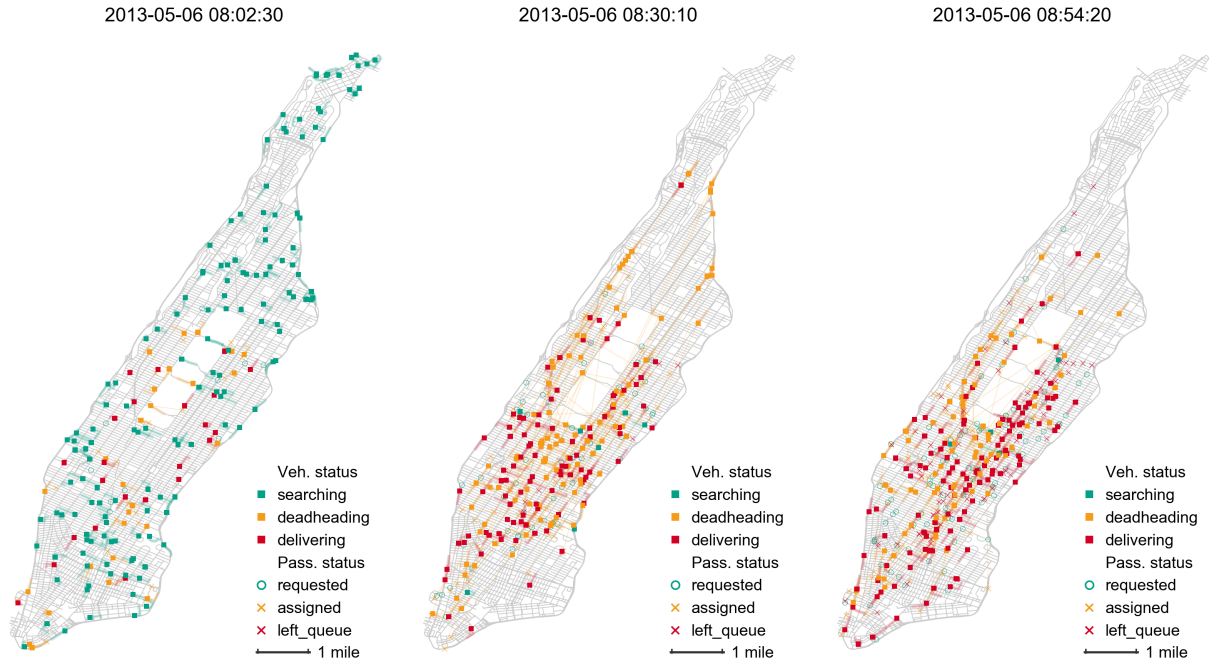 2013-05-06 08:02:30
2013-05-06 08:30:10
2013-05-06 08:54:20
Veh. status
searching
deadheading
delivering
Pass. status
requested
assigned
left_queue
1 mile
Veh. status
searching
deadheading
delivering
Pass. status
requested
assigned
left_queue
1 mile
Veh. status
searching
deadheading
delivering
Pass. status
requested
assigned
left_queue
1 mile